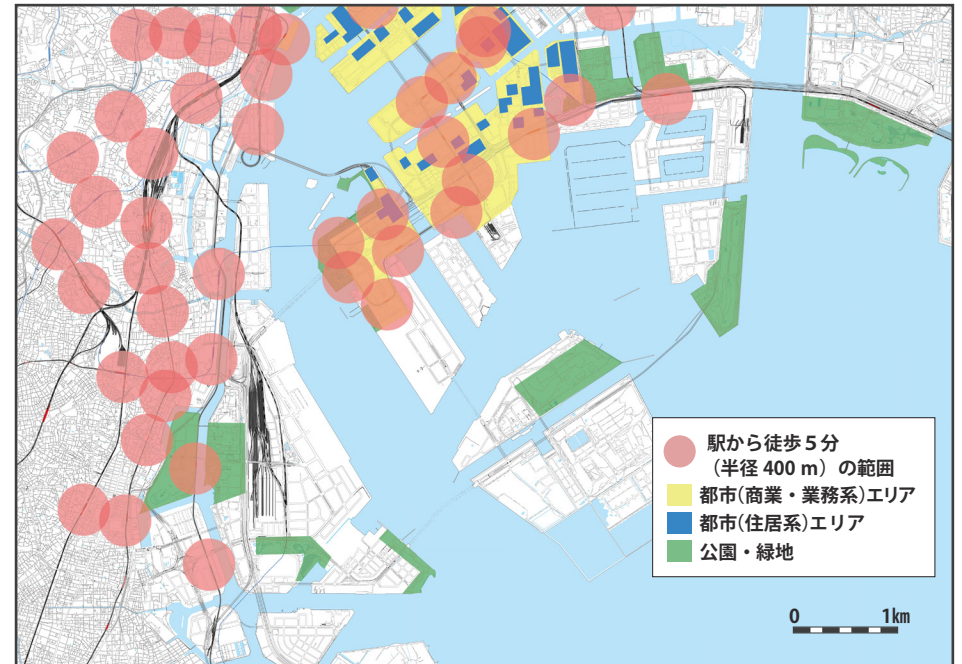 駅から徒歩５分
（半径 400 m）の範囲
都市(商業・業務系)エリア
都市(住居系)エリア
公園・緑地
0 1km